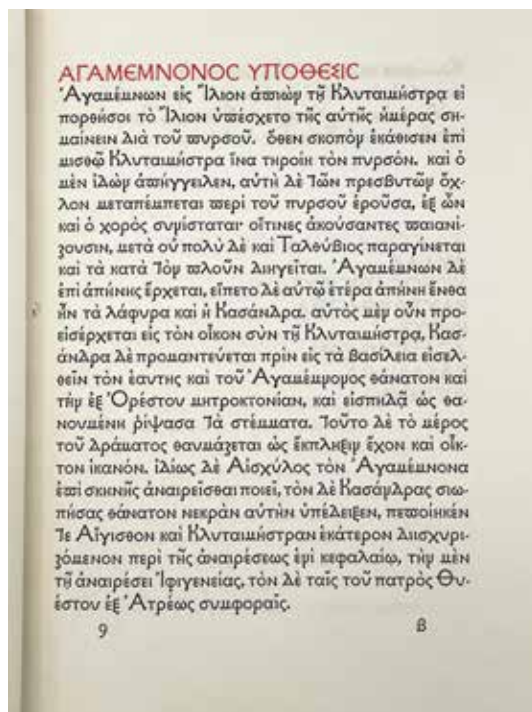 ΑΓΑΜΕΜΝΟΝΟΣ ΥΠΟΘΕΣΙΣ
Ἀγαμέμνων εἰς Ἴλιον ἀπιὼν τῇ Κλυταιμήστρᾳ εἰ
πορθήσοι τὸ Ἴλιον ὑπέσχετο τῆς αὐτῆς ἡμέρας ση-
μαίνειν διὰ τοῦ πυρσοῦ. ὅθεν σκοπὸν ἐκάθισεν ἐπὶ
μισθῷ Κλυταιμήστρα ἵνα τηροίη τὸν πυρσόν. καὶ ὁ
μὲν ἰδὼν ἀπήγγειλεν, αὐτὴ δὲ τῶν πρεσβυτῶν ὄχ-
λον μεταπέμπεται περὶ τοῦ πυρσοῦ ἐροῦσα, ἐξ ὧν
καὶ ὁ χορὸς συνίσταται· οἵτινες ἀκούσαντες παιανί-
ζουσιν, μετὰ οὐ πολὺ δὲ καὶ Ταλθύβιος παραγίνεται
καὶ τὰ κατὰ τὸν πλοῦν διηγεῖται. Ἀγαμέμνων δὲ
ἐπὶ ἀπήνης ἔρχεται, εἵπετο δὲ αὐτῷ ἑτέρα ἀπήνη ἔνθα
ἦν τὰ λάφυρα καὶ ἡ Κασάνδρα. αὐτὸς μὲν οὖν προ-
εισέρχεται εἰς τὸν οἶκον σὺν τῇ Κλυταιμήστρᾳ, Κασ-
άνδρα δὲ προμαντεύεται πρὶν εἰς τὰ βασίλεια εἰσελ-
θεῖν τὸν ἑαυτῆς καὶ τοῦ Ἀγαμέμνονος θάνατον καὶ
τὴν ἐξ Ὀρέστου μητροκτονίαν, καὶ εἰσπηδᾷ ὡς θα-
νουμένη ῥίψασα τὰ στέμματα. τοῦτο δὲ τὸ μέρος
τοῦ δράματος θαυμάζεται ὡς ἔκπληξιν ἔχον καὶ οἶκ-
τον ἱκανόν. ἰδίως δὲ Αἰσχύλος τὸν Ἀγαμέμνονα
ἐπὶ σκηνῆς ἀναιρεῖσθαι ποιεῖ, τὸν δὲ Κασάνδρας σιω-
πήσας θάνατον νεκρὰν αὐτὴν ὑπέδειξεν, πεποίηκέν
τε Αἴγισθον καὶ Κλυταιμήστραν ἑκάτερον διισχυρι-
ζόμενον περὶ τῆς ἀναιρέσεως ἑνὶ κεφαλαίῳ, τὴν μὲν
τῇ ἀναιρέσει Ἰφιγενείας, τὸν δὲ ταῖς τοῦ πατρὸς Θυ-
έστου ἐξ Ἀτρέως συμφοραῖς.
9 B